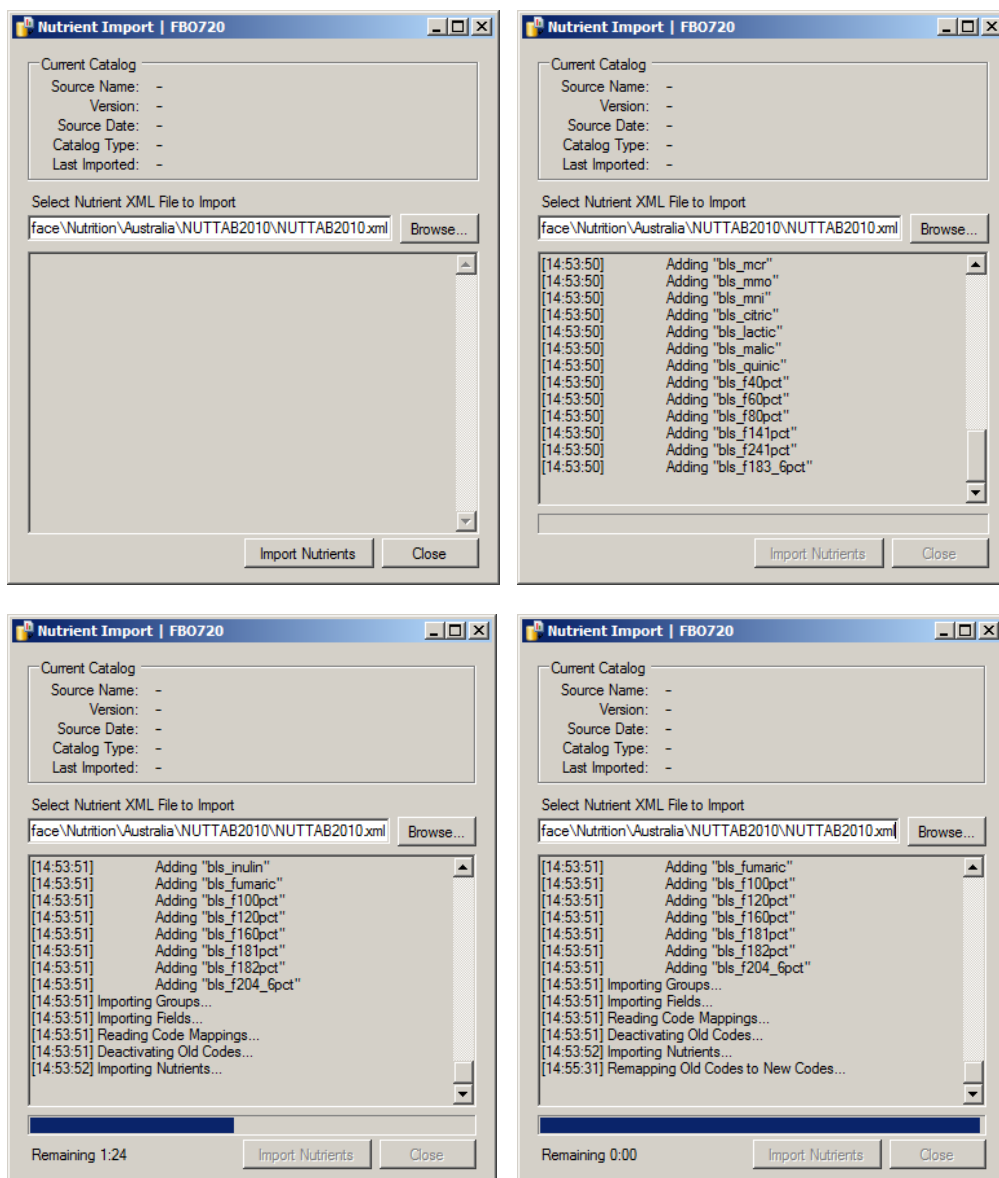 Nutrient Import | FBO720
Current Catalog
Source Name: -
Version: -
Source Date: -
Catalog Type: -
Last Imported: -
Select Nutrient XML File to Import
face\Nutrition\Australia\NUTTAB2010\NUTTAB2010.xml Browse...
Import Nutrients Close
Nutrient Import | FBO720
Current Catalog
Source Name: -
Version: -
Source Date: -
Catalog Type: -
Last Imported: -
Select Nutrient XML File to Import
face\Nutrition\Australia\NUTTAB2010\NUTTAB2010.xml Browse...
[14:53:50] Adding "bls_mcr"
[14:53:50] Adding "bls_mmo"
[14:53:50] Adding "bls_mni"
[14:53:50] Adding "bls_citric"
[14:53:50] Adding "bls_lactic"
[14:53:50] Adding "bls_malic"
[14:53:50] Adding "bls_quinic"
[14:53:50] Adding "bls_f40pct"
[14:53:50] Adding "bls_f60pct"
[14:53:50] Adding "bls_f80pct"
[14:53:50] Adding "bls_f141pct"
[14:53:50] Adding "bls_f241pct"
[14:53:50] Adding "bls_f183_6pct"
Import Nutrients Close
Nutrient Import | FBO720
Current Catalog
Source Name: -
Version: -
Source Date: -
Catalog Type: -
Last Imported: -
Select Nutrient XML File to Import
face\Nutrition\Australia\NUTTAB2010\NUTTAB2010.xml Browse...
[14:53:51] Adding "bls_inulin"
[14:53:51] Adding "bls_fumaric"
[14:53:51] Adding "bls_f100pct"
[14:53:51] Adding "bls_f120pct"
[14:53:51] Adding "bls_f160pct"
[14:53:51] Adding "bls_f181pct"
[14:53:51] Adding "bls_f182pct"
[14:53:51] Adding "bls_f204_6pct"
[14:53:51] Importing Groups...
[14:53:51] Importing Fields...
[14:53:51] Reading Code Mappings...
[14:53:51] Deactivating Old Codes...
[14:53:52] Importing Nutrients...
Remaining 1:24 Import Nutrients Close
Nutrient Import | FBO720
Current Catalog
Source Name: -
Version: -
Source Date: -
Catalog Type: -
Last Imported: -
Select Nutrient XML File to Import
face\Nutrition\Australia\NUTTAB2010\NUTTAB2010.xml Browse...
[14:53:51] Adding "bls_fumaric"
[14:53:51] Adding "bls_f100pct"
[14:53:51] Adding "bls_f120pct"
[14:53:51] Adding "bls_f160pct"
[14:53:51] Adding "bls_f181pct"
[14:53:51] Adding "bls_f182pct"
[14:53:51] Adding "bls_f204_6pct"
[14:53:51] Importing Groups...
[14:53:51] Importing Fields...
[14:53:51] Reading Code Mappings...
[14:53:51] Deactivating Old Codes...
[14:53:52] Importing Nutrients...
[14:55:31] Remapping Old Codes to New Codes...
Remaining 0:00 Import Nutrients Close